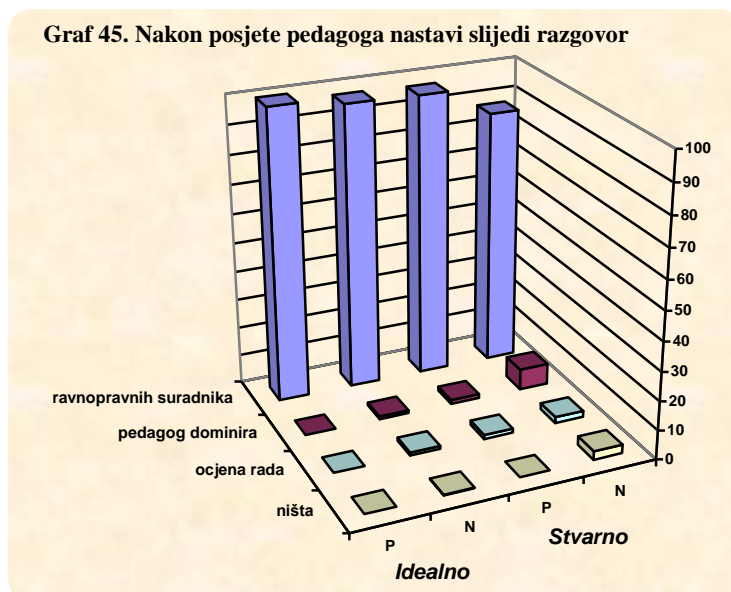 Graf 45. Nakon posjete pedagoga nastavi slijedi razgovor
100
90
80
70
60
50
40
30
20
10
0
ravnopravnih suradnika
pedagog dominira
ocjena rada
ništa
P
N
P
N
Idealno
Stvarno